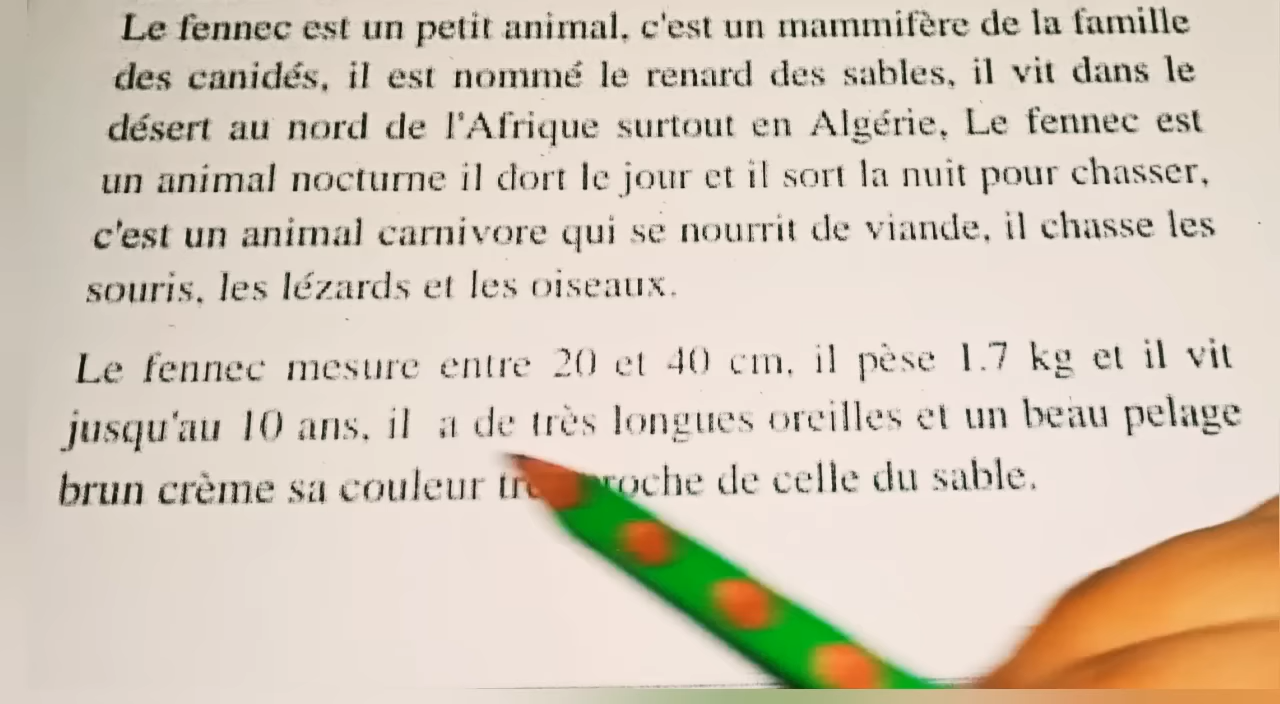 Le fennec est un petit animal, c'est un mammifère de la famille
des canidés, il est nommé le renard des sables, il vit dans le
désert au nord de l'Afrique surtout en Algérie, Le fennec est
un animal nocturne il dort le jour et il sort la nuit pour chasser,
c'est un animal carnivore qui se nourrit de viande, il chasse les
souris, les lézards et les oiseaux.
Le fennec mesure entre 20 et 40 cm, il pèse 1.7 kg et il vit
jusqu'au 10 ans, il a de très longues oreilles et un beau pelage
brun crème sa couleur proche de celle du sable.